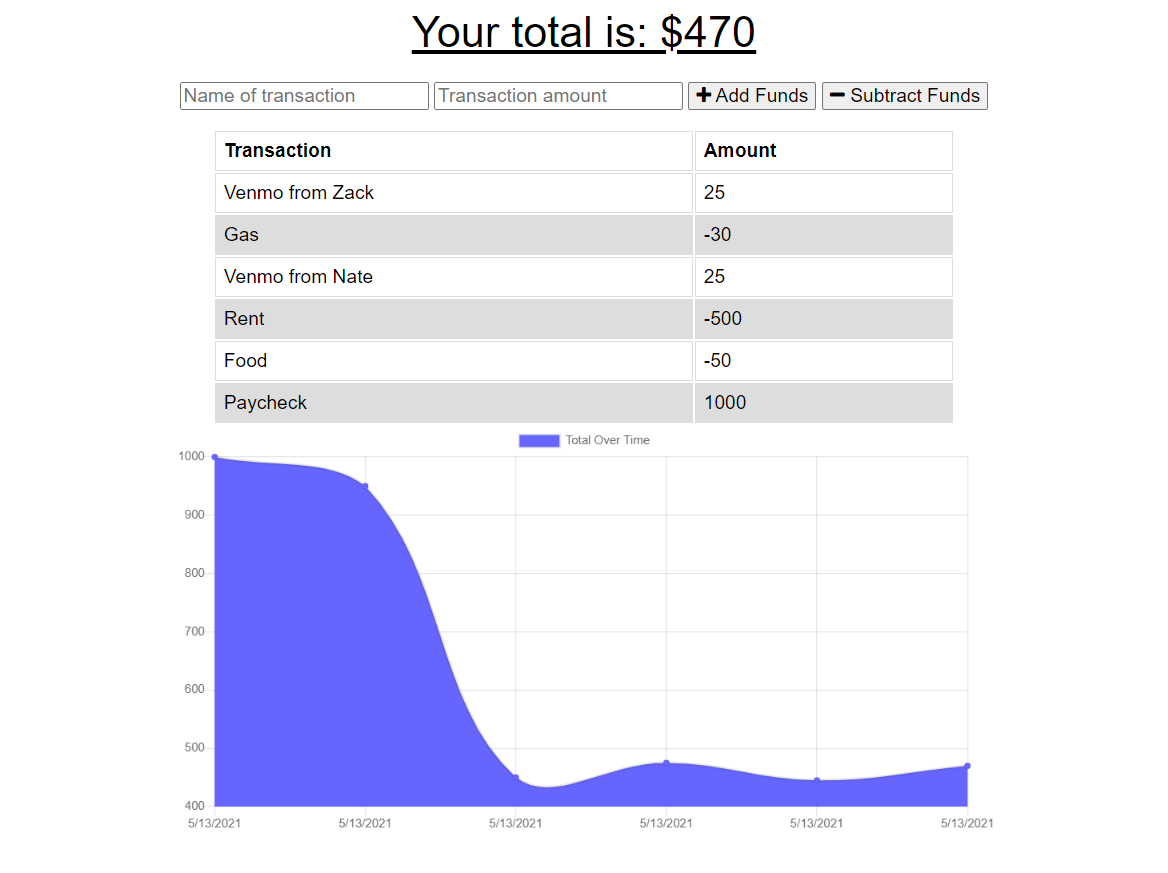 Your total is: $470
Name of transaction Transaction amount Add Funds Subtract Funds
Transaction Amount
Venmo from Zack 25
Gas -30
Venmo from Nate 25
Rent -500
Food -50
Paycheck 1000
Total Over Time
1000
900
800
700
600
500
400
5/13/2021 5/13/2021 5/13/2021 5/13/2021 5/13/2021 5/13/2021